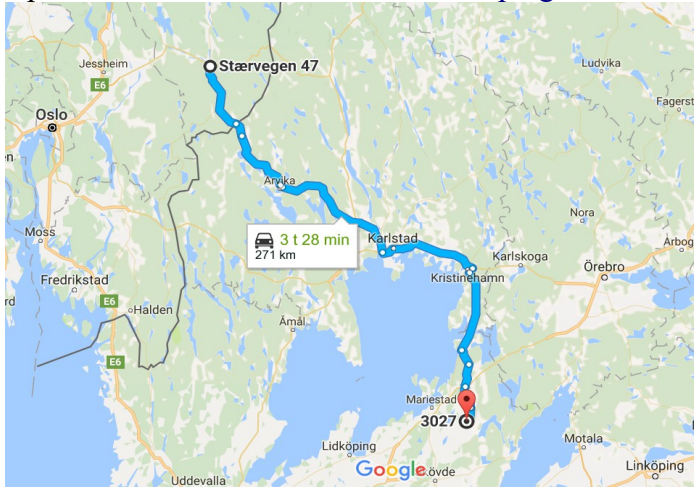 Jessheim
Stærvegen 47
Ludvika
E6
Fagerst
Oslo
Arvika
Nora
Moss
3 t 28 min
271 km
Karlstad
Karlskoga
Arbog
Örebro
Kristinehamn
Fredrikstad
rd
E6
Halden
Åmål
E6
Mariestad
3027
Motala
Lidköping
Google
övde
Linköping
Uddevalla